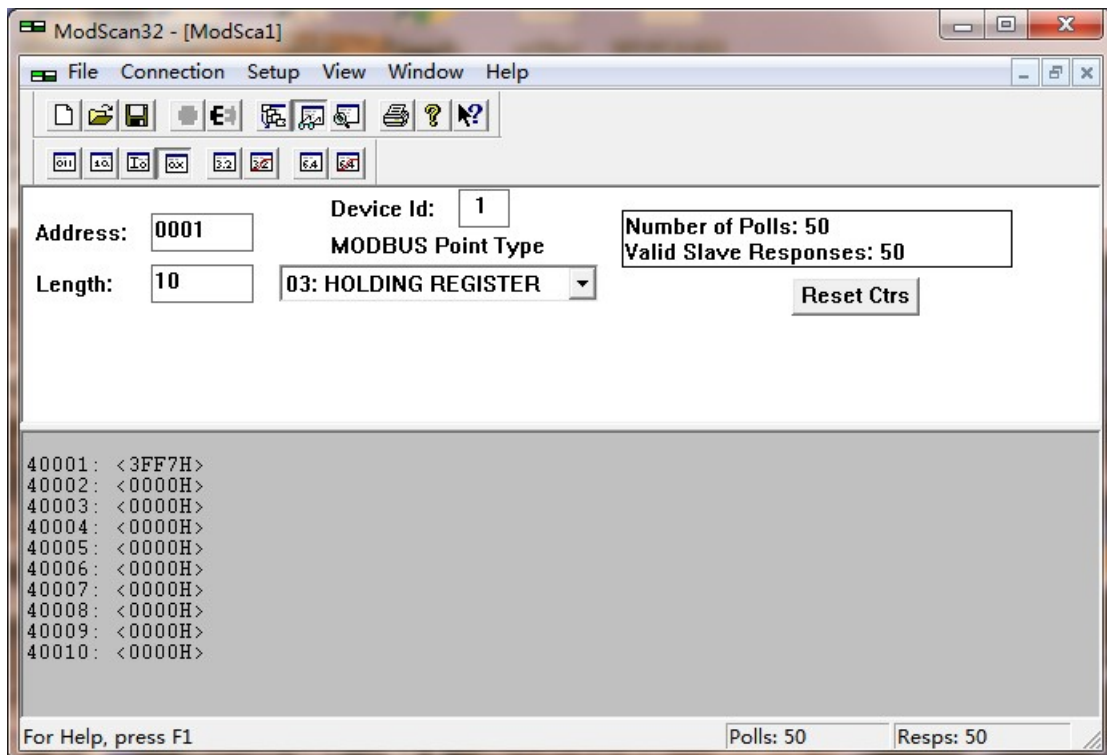 ModScan32 - [ModSca1]
File Connection Setup View Window Help
Device Id: 1
Address: 0001
MODBUS Point Type
Length: 10
03: HOLDING REGISTER
Number of Polls: 50
Valid Slave Responses: 50
Reset Ctrs
40001: <3FF7H>
40002: <0000H>
40003: <0000H>
40004: <0000H>
40005: <0000H>
40006: <0000H>
40007: <0000H>
40008: <0000H>
40009: <0000H>
40010: <0000H>
For Help, press F1
Polls: 50
Resps: 50